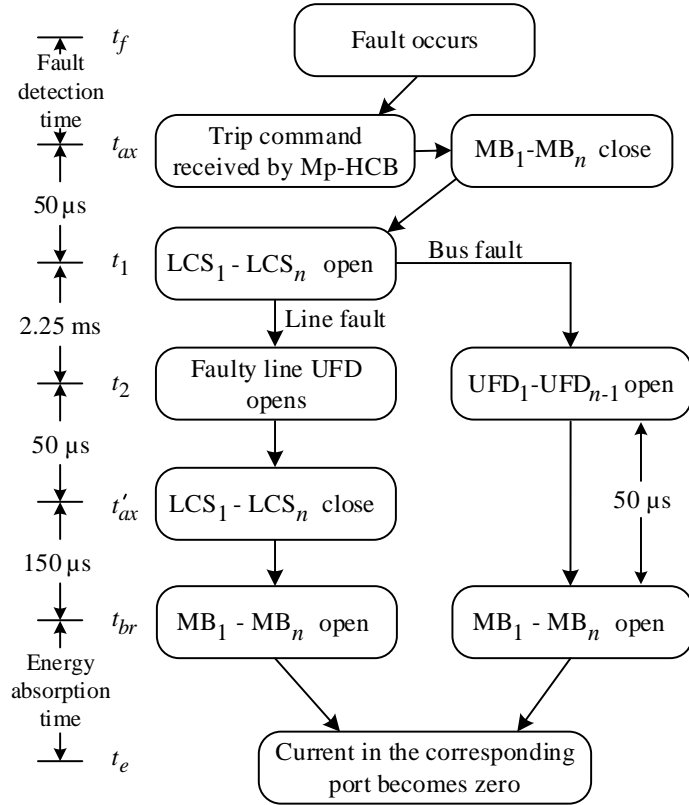 t_f
Fault occurs
Fault
detection
time
t_ax
Trip command
received by Mp-HCB
MB_1-MB_n close
50 µs
t_1
LCS_1 - LCS_n open
Bus fault
2.25 ms
Line fault
t_2
Faulty line UFD
opens
UFD_1-UFD_{n-1} open
50 µs
t'_ax
LCS_1 - LCS_n close
50 µs
150 µs
t_br
MB_1 - MB_n open
MB_1 - MB_n open
Energy
absorption
time
t_e
Current in the corresponding
port becomes zero